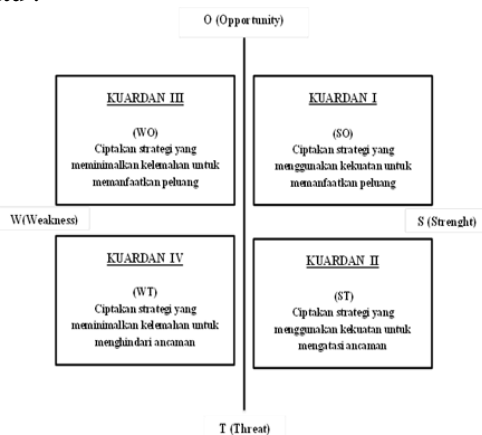 O (Opportunity)
KUARDAN III
(WO)
Ciptakan strategi yang
meminimalkan kelemahan untuk
memanfaatkan peluang
KUARDAN I
(SO)
Ciptakan strategi yang
menggunakan kekuatan untuk
memanfaatkan peluang
W(Weakness)
S (Strenght)
KUARDAN IV
(WT)
Ciptakan strategi yang
meminimalkan kelemahan untuk
menghindari ancaman
KUARDAN II
(ST)
Ciptakan strategi yang
menggunakan kekuatan untuk
mengatasi ancaman
T (Threat)